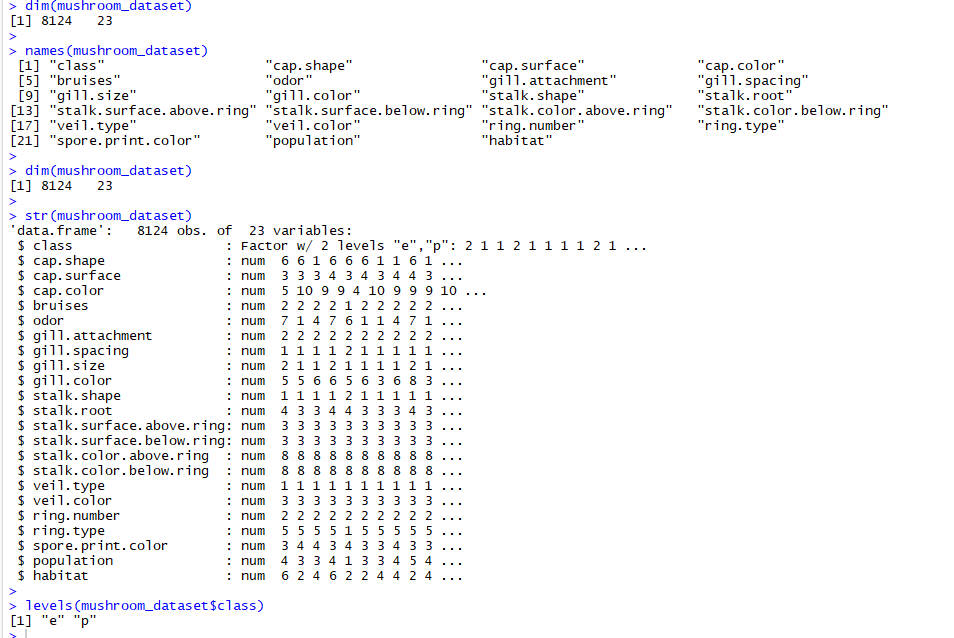 > dim(mushroom_dataset)
[1] 8124   23
>
> names(mushroom_dataset)
 [1] "class"                    "cap.shape"                "cap.surface"              "cap.color"
 [5] "bruises"                  "odor"                     "gill.attachment"          "gill.spacing"
 [9] "gill.size"                "gill.color"               "stalk.shape"              "stalk.root"
[13] "stalk.surface.above.ring" "stalk.surface.below.ring" "stalk.color.above.ring"   "stalk.color.below.ring"
[17] "veil.type"                "veil.color"               "ring.number"              "ring.type"
[21] "spore.print.color"        "population"               "habitat"
>
> dim(mushroom_dataset)
[1] 8124   23
>
> str(mushroom_dataset)
'data.frame':   8124 obs. of  23 variables:
 $ class                   : Factor w/ 2 levels "e","p": 2 1 1 2 1 1 1 1 2 1 ...
 $ cap.shape               : num  6 6 1 6 6 6 1 1 6 1 ...
 $ cap.surface             : num  3 3 3 4 3 4 3 4 4 3 ...
 $ cap.color               : num  5 10 9 9 4 10 9 9 9 10 ...
 $ bruises                 : num  2 2 2 2 1 2 2 2 2 2 ...
 $ odor                    : num  7 1 4 7 6 1 1 4 7 1 ...
 $ gill.attachment         : num  2 2 2 2 2 2 2 2 2 2 ...
 $ gill.spacing            : num  1 1 1 1 2 1 1 1 1 1 ...
 $ gill.size               : num  2 1 1 2 1 1 1 1 2 1 ...
 $ gill.color              : num  5 5 6 6 5 6 3 6 8 3 ...
 $ stalk.shape             : num  1 1 1 1 2 1 1 1 1 1 ...
 $ stalk.root              : num  4 3 3 4 4 3 3 3 4 3 ...
 $ stalk.surface.above.ring: num  3 3 3 3 3 3 3 3 3 3 ...
 $ stalk.surface.below.ring: num  3 3 3 3 3 3 3 3 3 3 ...
 $ stalk.color.above.ring  : num  8 8 8 8 8 8 8 8 8 8 ...
 $ stalk.color.below.ring  : num  8 8 8 8 8 8 8 8 8 8 ...
 $ veil.type               : num  1 1 1 1 1 1 1 1 1 1 ...
 $ veil.color              : num  3 3 3 3 3 3 3 3 3 3 ...
 $ ring.number             : num  2 2 2 2 2 2 2 2 2 2 ...
 $ ring.type               : num  5 5 5 5 1 5 5 5 5 5 ...
 $ spore.print.color       : num  3 4 4 3 4 3 3 4 3 3 ...
 $ population              : num  4 3 3 4 1 3 3 4 5 4 ...
 $ habitat                 : num  6 2 4 6 2 2 4 4 2 4 ...
>
> levels(mushroom_dataset$class)
[1] "e" "p"
>